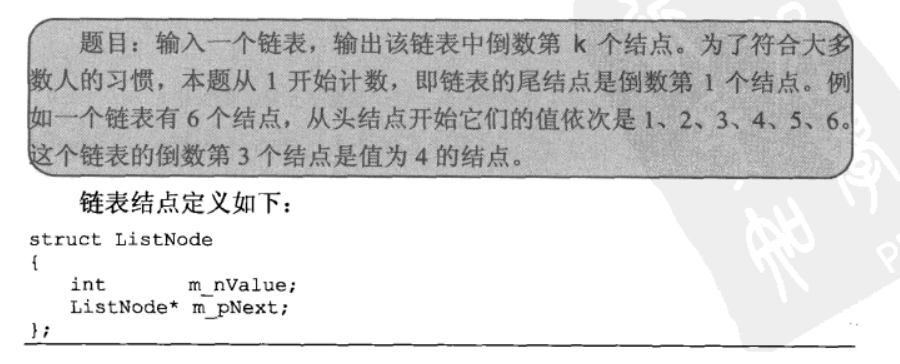 题目：输入一个链表，输出该链表中倒数第 k 个结点。为了符合大多
数人的习惯，本题从 1 开始计数，即链表的尾结点是倒数第 1 个结点。例
如一个链表有 6 个结点，从头结点开始它们的值依次是 1、2、3、4、5、6。
这个链表的倒数第 3 个结点是值为 4 的结点。
链表结点定义如下：
struct ListNode
{
int m_nValue;
ListNode* m_pNext;
};